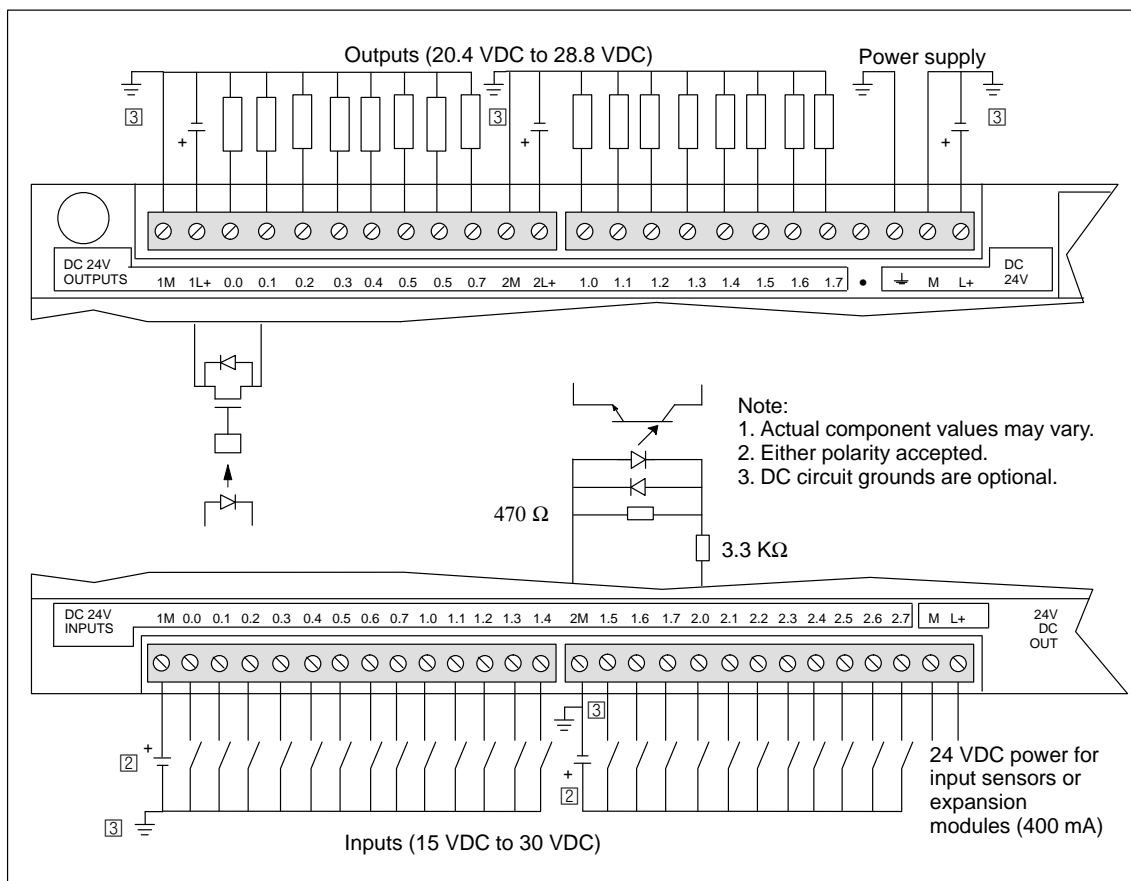 Outputs (20.4 VDC to 28.8 VDC) Power supply
3 3 3
+ + +
DC 24V OUTPUTS
1M 1L+ 0.0 0.1 0.2 0.3 0.4 0.5 0.5 0.7 2M 2L+ 1.0 1.1 1.2 1.3 1.4 1.5 1.6 1.7 • M L+
DC 24V
Note:
1. Actual component values may vary.
2. Either polarity accepted.
3. DC circuit grounds are optional.
470 Ω
3.3 KΩ
DC 24V INPUTS
1M 0.0 0.1 0.2 0.3 0.4 0.5 0.6 0.7 1.0 1.1 1.2 1.3 1.4 2M 1.5 1.6 1.7 2.0 2.1 2.2 2.3 2.4 2.5 2.6 2.7 M L+
24V DC OUT
3
+
2
+
2
3
24 VDC power for
input sensors or
expansion
modules (400 mA)
Inputs (15 VDC to 30 VDC)